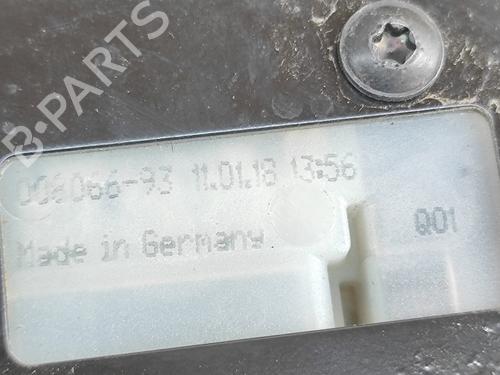 B-PARTS
006066-93 11.01.18 13:56
Made in Germany
Q01